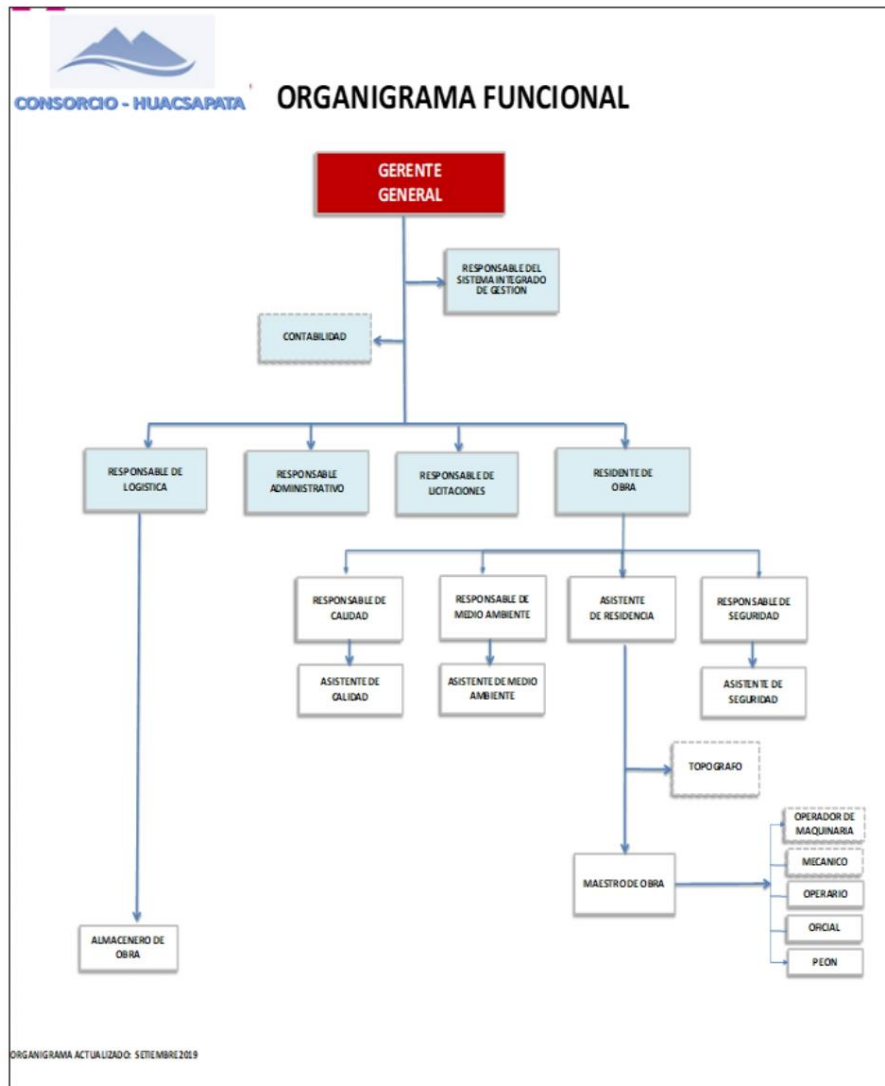 CONSORCIO - HUACSAPATA
ORGANIGRAMA FUNCIONAL
GERENTE
GENERAL
RESPONSABLE DEL
SISTEMA INTEGRADO
DE GESTION
CONTABILIDAD
RESPONSABLE DE
LOGISTICA
RESPONSABLE
ADMINISTRATIVO
RESPONSABLE DE
LICITACIONES
RESIDENTE DE
OBRA
RESPONSABLE DE
CALIDAD
RESPONSABLE DE
MEDIO AMBIENTE
ASISTENTE
DE RESIDENCIA
RESPONSABLE DE
SEGURIDAD
ASISTENTE DE
CALIDAD
ASISTENTE DE MEDIO
AMBIENTE
ASISTENTE DE
SEGURIDAD
TOPOGRAFO
OPERADOR DE
MAQUINARIA
MECANICO
MAESTRO DE OBRA
OPERARIO
OFICIAL
PEON
ALMACENERO DE
OBRA
ORGANIGRAMA ACTUALIZADO: SETIEMBRE 2019